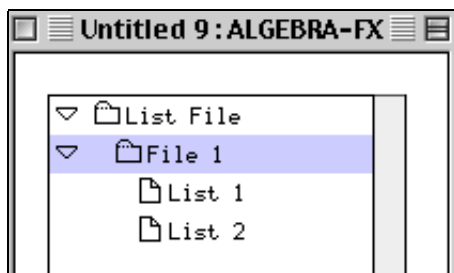 Untitled 9:ALGEBRA-FX
List File
File 1
List 1
List 2